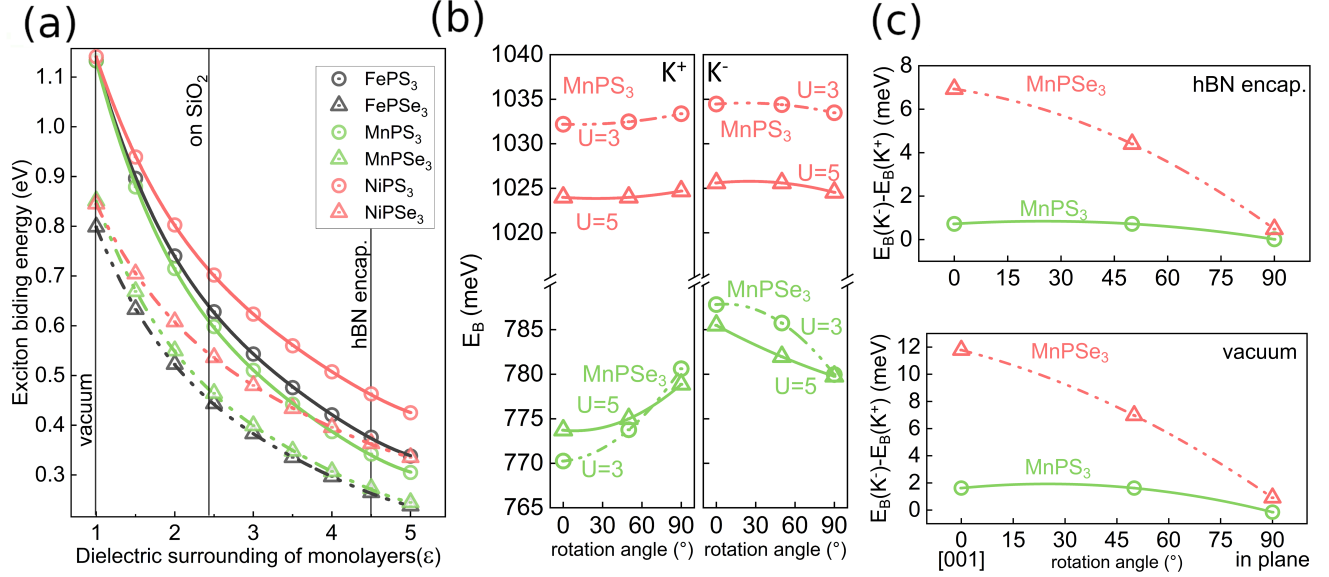 (a)
Exciton biding energy (eV)
1.1
1.0
0.9
0.8
0.7
0.6
0.5
0.4
0.3
vacuum
on SiO2
hBN encap.
FePS3
FePSe3
MnPS3
MnPSe3
NiPS3
NiPSe3
1 2 3 4 5
Dielectric surrounding of monolayers(ε)
(b)
EB (meV)
1040
1035
1030
1025
1020
785
780
775
770
765
K+
MnPS3
U=3
U=5
MnPSe3
U=5
U=3
0 30 60 90
rotation angle (°)
K-
U=3
MnPS3
U=5
MnPSe3
U=3
U=5
0 30 60 90
rotation angle (°)
(c)
EB(K-)-EB(K+) (meV)
8
6
4
2
0
MnPSe3
hBN encap.
MnPS3
0 15 30 45 60 75 90
EB(K-)-EB(K+) (meV)
12
10
8
6
4
2
0
MnPSe3
vacuum
MnPS3
0 15 30 45 60 75 90
[001] rotation angle (°) in plane